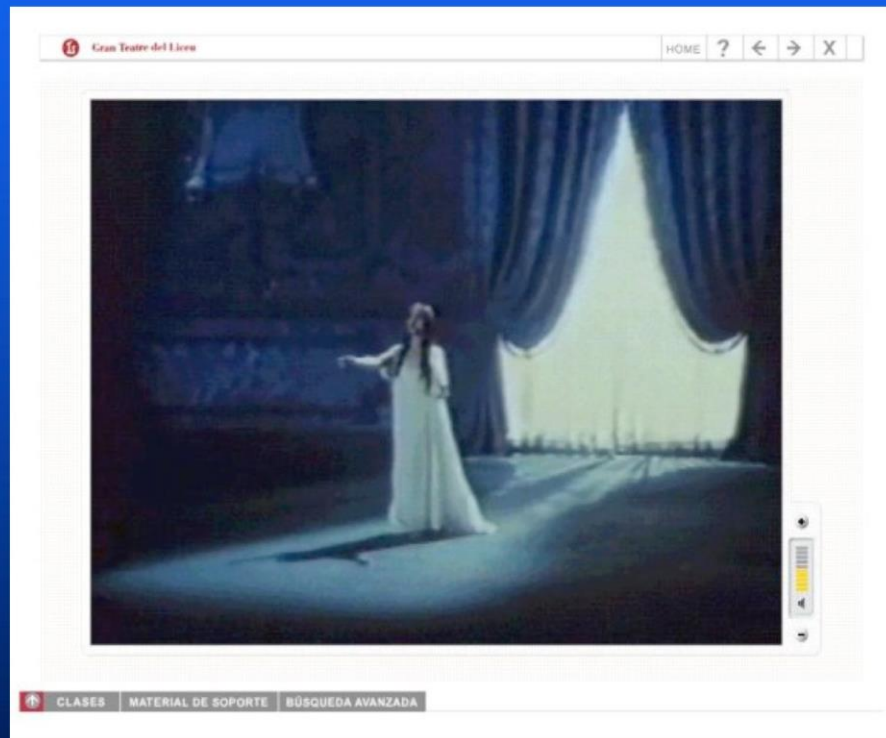 Gran Teatre del Liceu
HOME ? ← → X
CLASES MATERIAL DE SOPORTE BÚSQUEDA AVANZADA